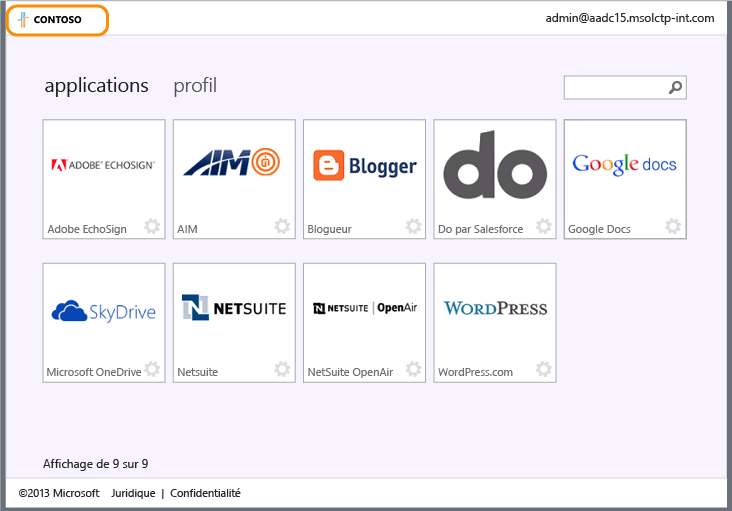 CONTOSO
admin@aadc15.msolctp-int.com
applications profil
ADOBE® ECHOSIGN™
Adobe EchoSign
AIM
AIM
Blogger
Blogueur
do
Do par Salesforce
Google docs
Google Docs
SkyDrive
Microsoft OneDrive
NETSUITE
Netsuite
NETSUITE | OpenAir
NetSuite OpenAir
WORDPRESS
WordPress.com
Affichage de 9 sur 9
©2013 Microsoft Juridique | Confidentialité